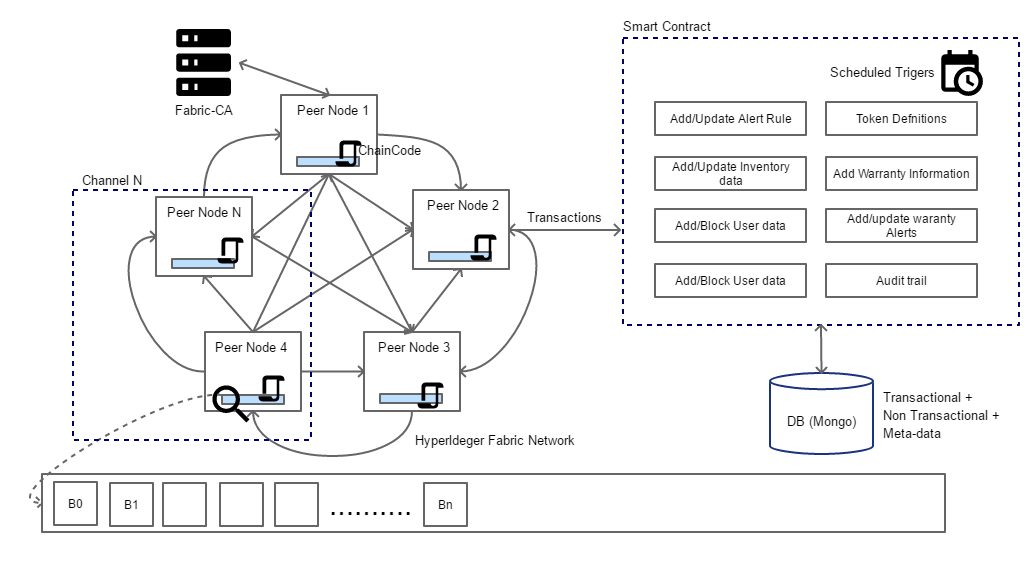 Smart Contract
Scheduled Trigers
Fabric-CA
Peer Node 1
ChainCode
Add/Update Alert Rule
Token Defnitions
Channel N
Add/Update Inventory
data
Add Warranty Information
Peer Node N
Peer Node 2
Transactions
Add/Block User data
Add/update waranty
Alerts
Add/Block User data
Audit trail
Peer Node 4
Peer Node 3
DB (Mongo)
Transactional +
Non Transactional +
Meta-data
Hyperldeger Fabric Network
B0
B1
..........
Bn